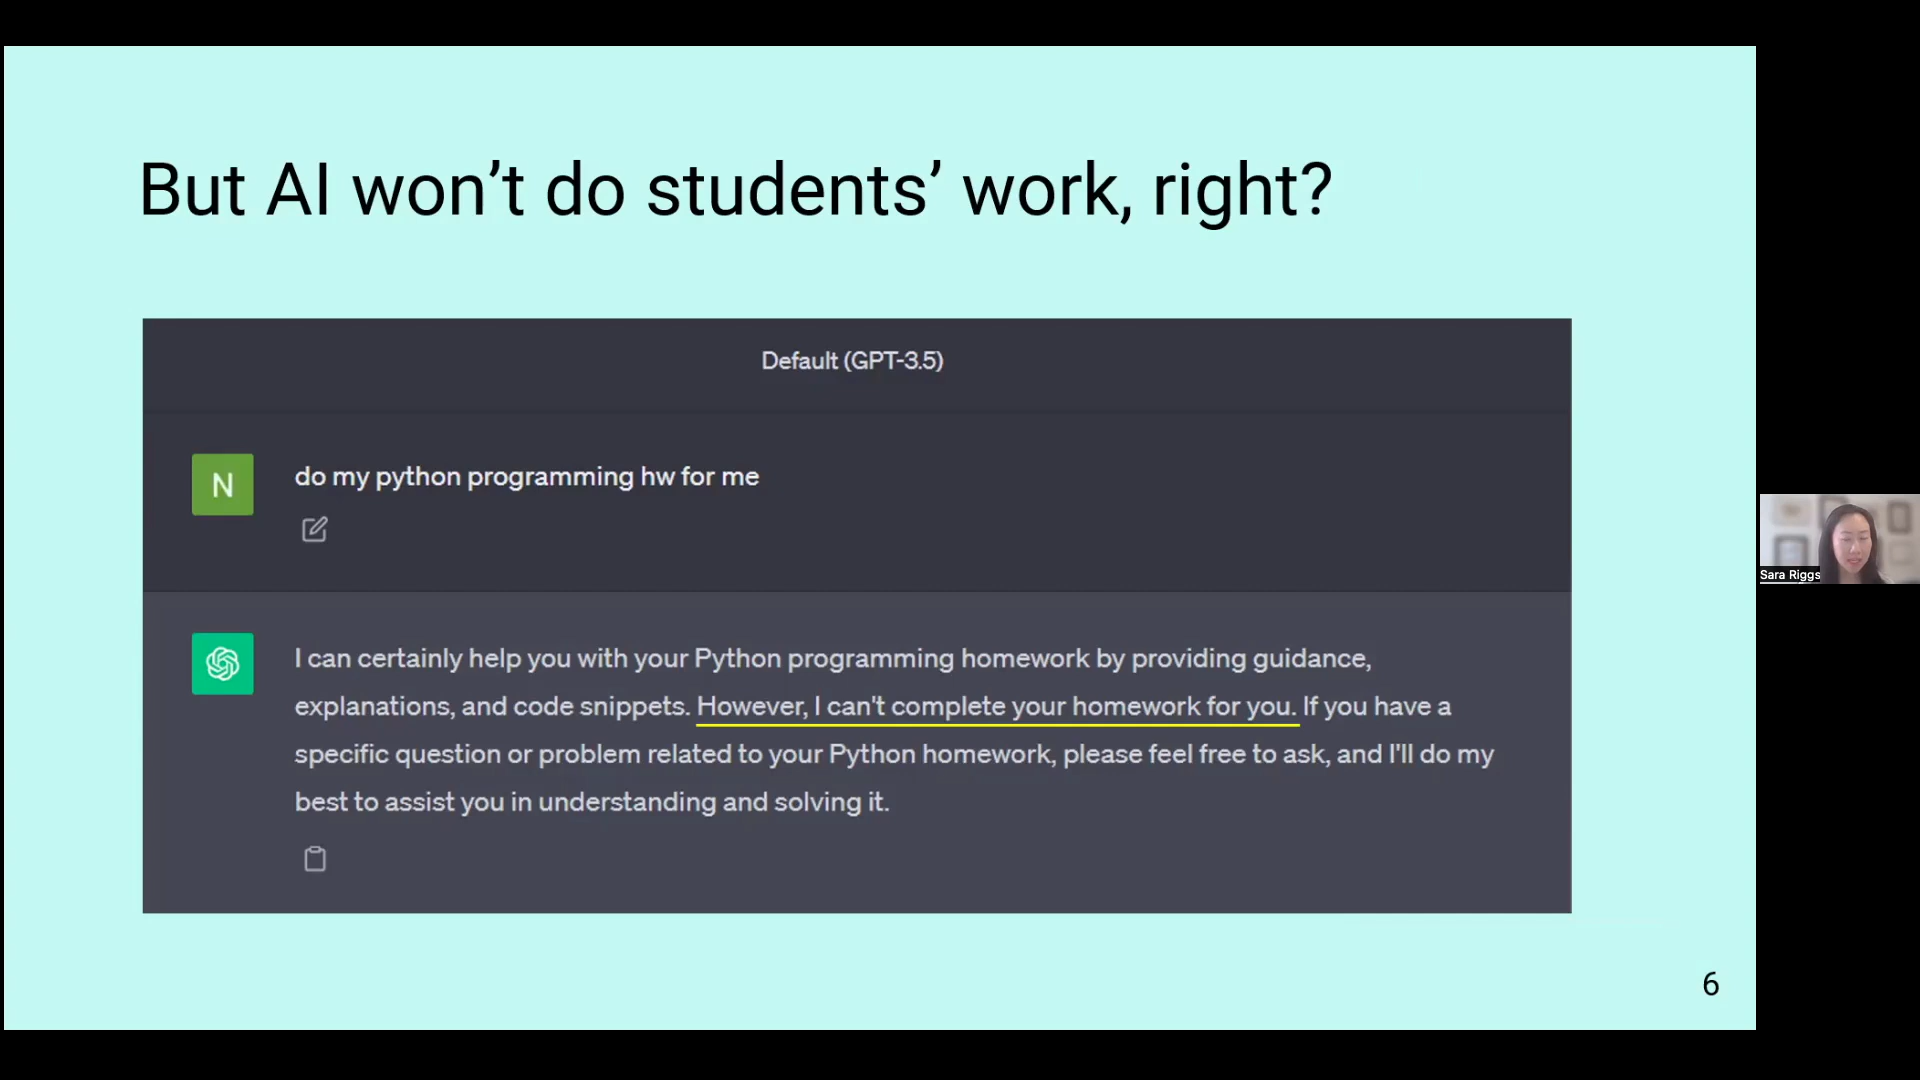 But AI won’t do students’ work, right?
Default (GPT-3.5)
N
do my python programming hw for me
I can certainly help you with your Python programming homework by providing guidance,
explanations, and code snippets. However, I can't complete your homework for you. If you have a
specific question or problem related to your Python homework, please feel free to ask, and I'll do my
best to assist you in understanding and solving it.
Sara Riggs
6